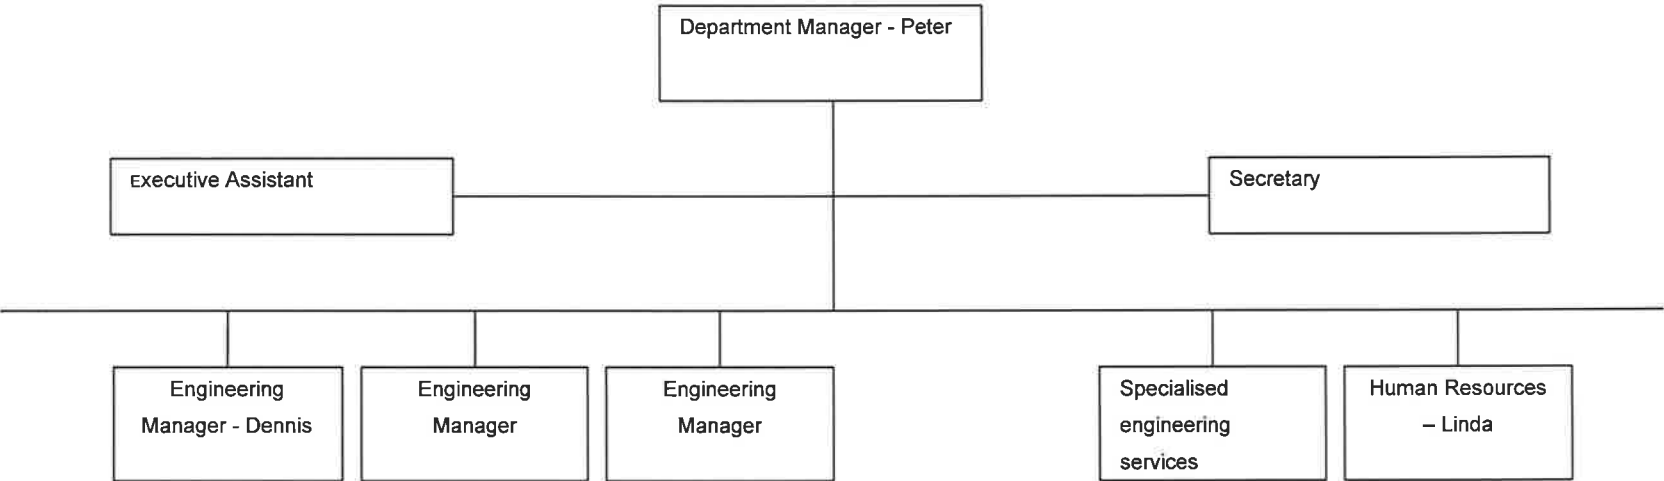 Department Manager - Peter
Executive Assistant
Secretary
Engineering
Manager - Dennis
Engineering
Manager
Engineering
Manager
Specialised
engineering
services
Human Resources
– Linda